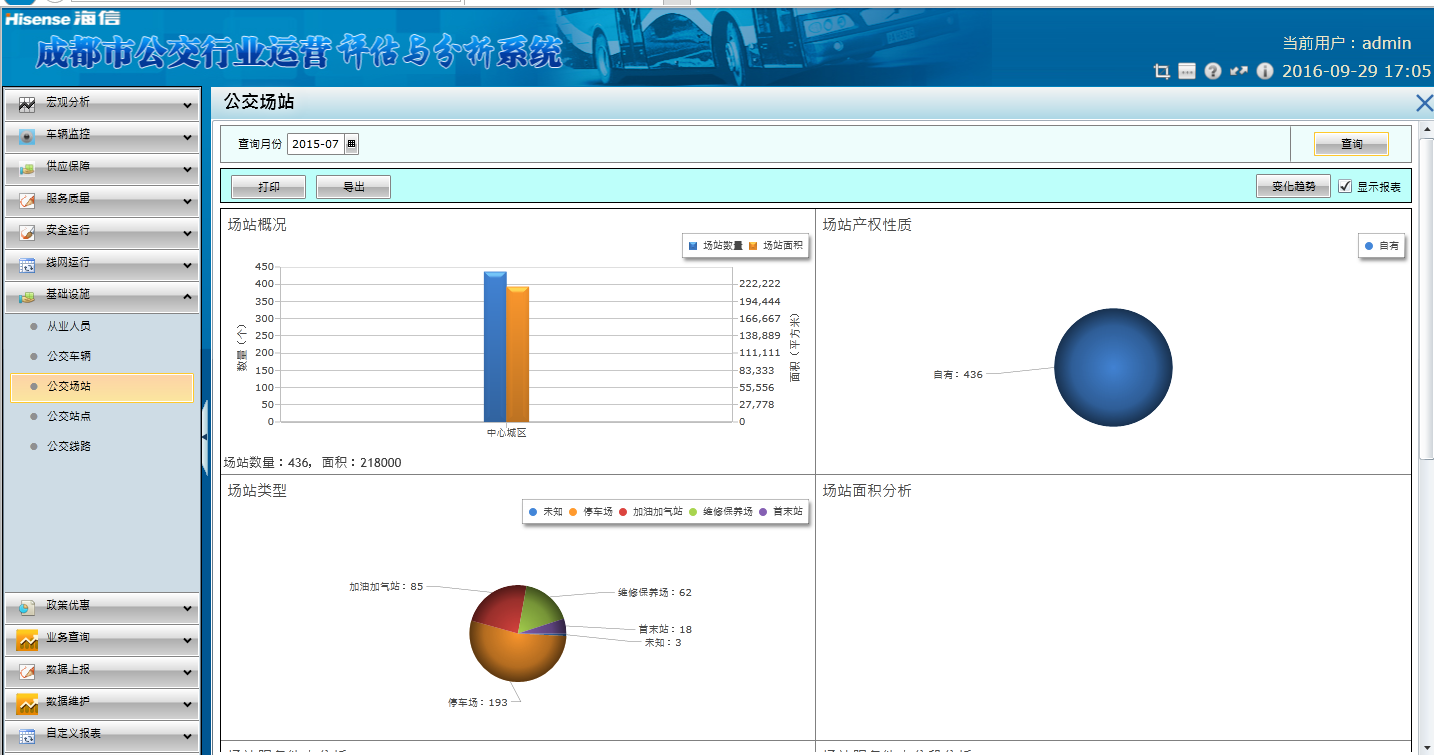 Hisense 海信
成都市公交行业运营评估与分析系统
当前用户：admin
2016-09-29 17:05
宏观分析
车辆监控
供应保障
服务质量
安全运行
线网运行
基础设施
从业人员
公交车辆
公交场站
公交站点
公交线路
政策优惠
业务查询
数据上报
数据维护
自定义报表
公交场站
查询月份 2015-07 查询
打印 导出 变化趋势 显示报表
场站概况
场站数量 场站面积
450
400
350
300
250
200
150
100
50
0
数量（个）
222,222
194,444
166,667
138,889
111,111
83,333
55,556
27,778
0
面积（平方米）
中心城区
场站数量：436，面积：218000
场站产权性质
自有
自有：436
场站类型
未知 停车场 加油加气站 维修保养场 首末站
加油加气站：85
维修保养场：62
首末站：18
未知：3
停车场：193
场站面积分析